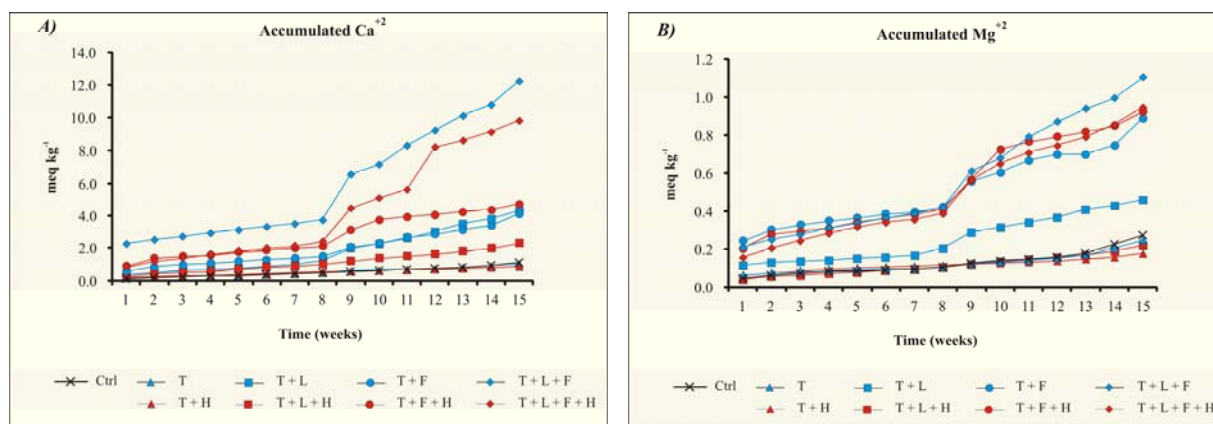 A)
Accumulated Ca+2
14.0
12.0
10.0
8.0
6.0
4.0
2.0
0.0
meq kg-1
1 2 3 4 5 6 7 8 9 10 11 12 13 14 15
Time (weeks)
Ctrl T T + L T + F T + L + F
T + H T + L + H T + F + H T + L + F + H
B)
Accumulated Mg+2
1.2
1.0
0.8
0.6
0.4
0.2
0.0
meq kg-1
1 2 3 4 5 6 7 8 9 10 11 12 13 14 15
Time (weeks)
Ctrl T T + L T + F T + L + F
T + H T + L + H T + F + H T + L + F + H